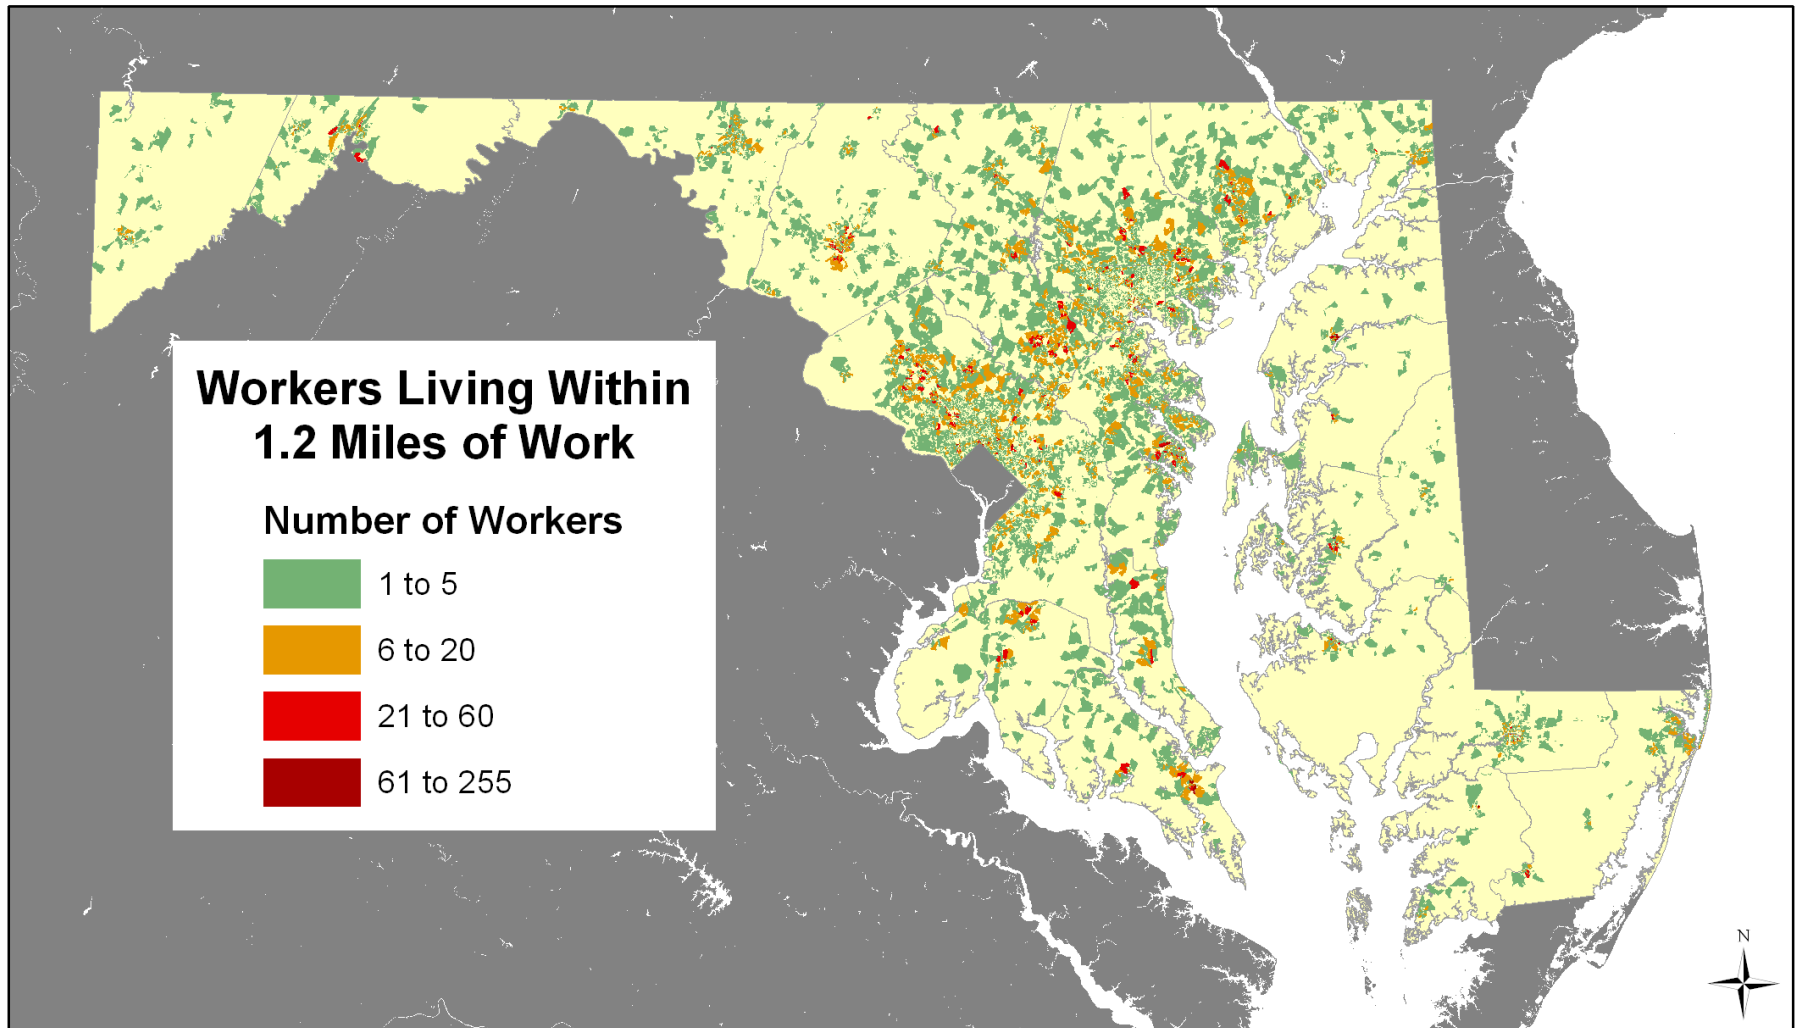 Workers Living Within
1.2 Miles of Work
Number of Workers
1 to 5
6 to 20
21 to 60
61 to 255
N